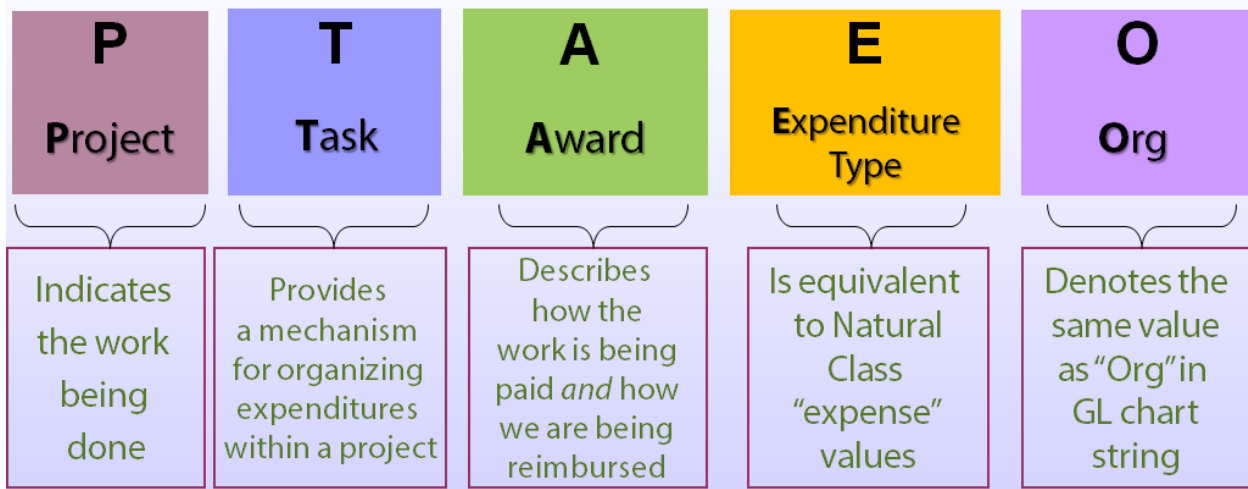 P
Project
T
Task
A
Award
E
Expenditure
Type
O
Org
Indicates
the work
being
done
Provides
a mechanism
for organizing
expenditures
within a project
Describes
how the
work is being
paid and how
we are being
reimbursed
Is equivalent
to Natural
Class
"expense"
values
Denotes the
same value
as “Org” in
GL chart
string